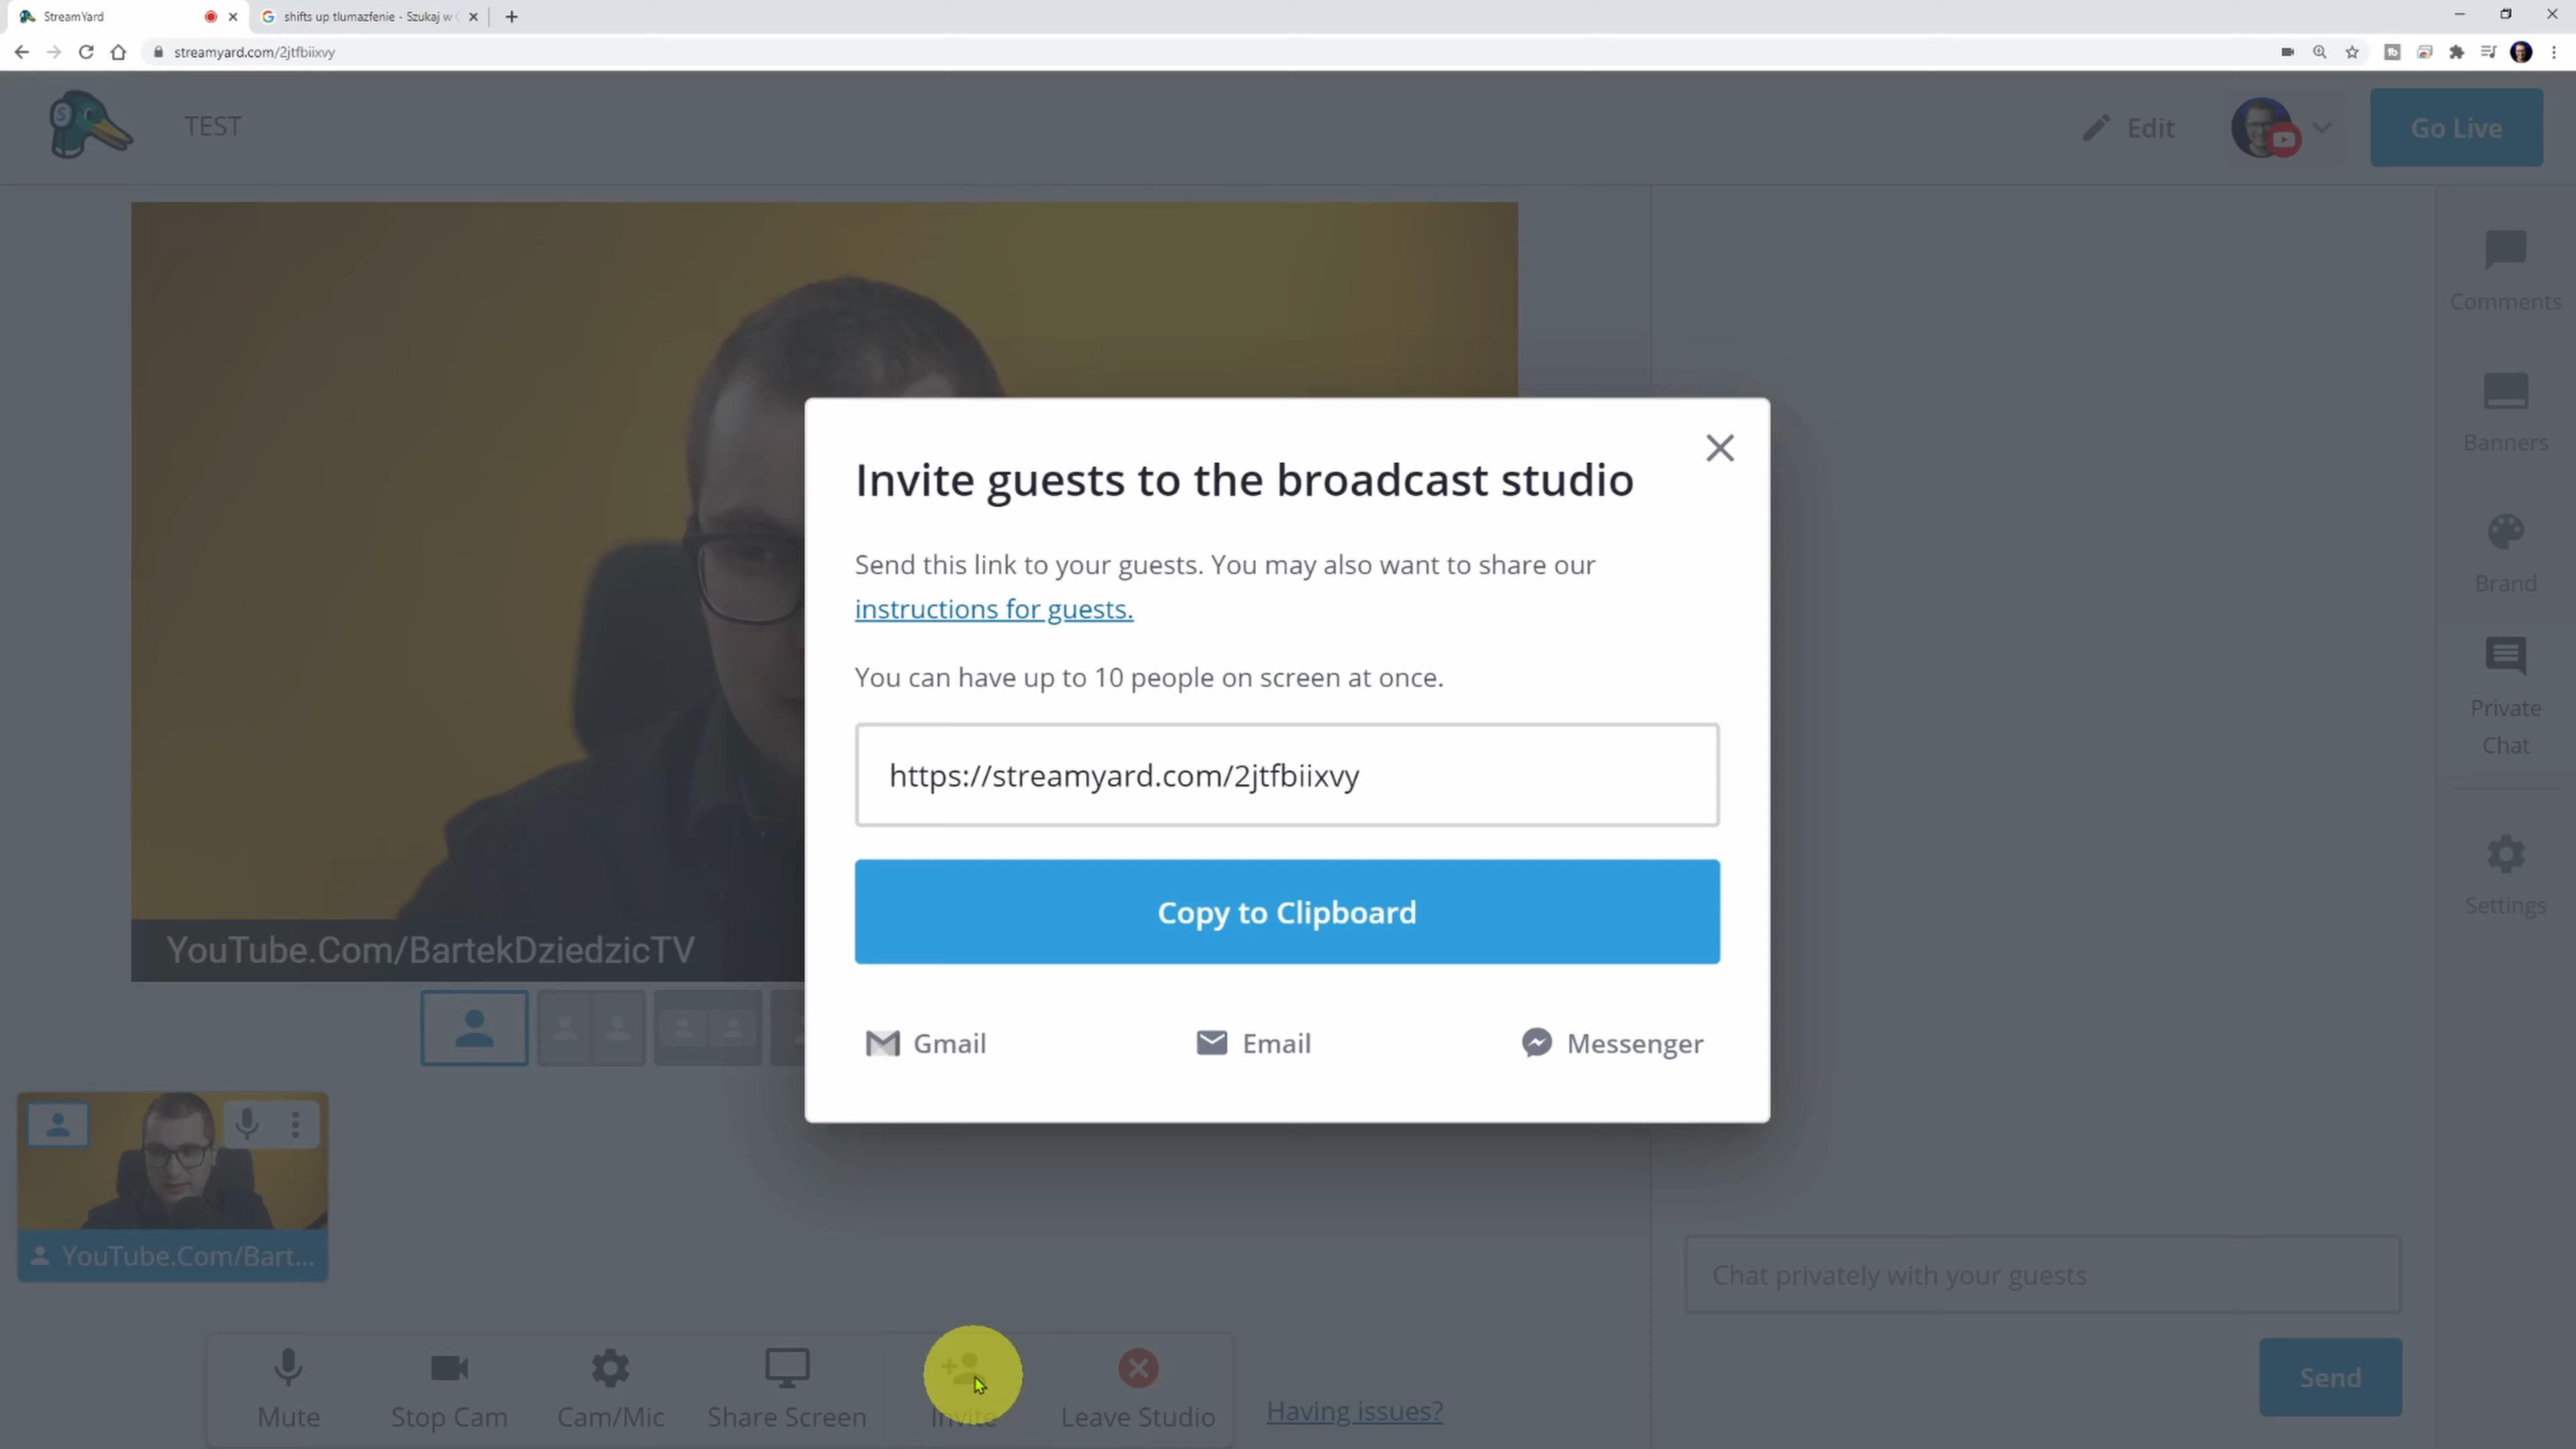 StreamYard
shifts up tlumazfenie - Szukaj w
streamyard.com/2jtfbiixvy
TEST
Edit
Go Live
Comments
Banners
Brand
Private
Chat
Settings
Invite guests to the broadcast studio
Send this link to your guests. You may also want to share our
instructions for guests.
You can have up to 10 people on screen at once.
https://streamyard.com/2jtfbiixvy
Copy to Clipboard
Gmail
Email
Messenger
YouTube.Com/BartekDziedzicTV
YouTube.Com/Bart...
Chat privately with your guests
Send
Mute
Stop Cam
Cam/Mic
Share Screen
Invite
Leave Studio
Having issues?